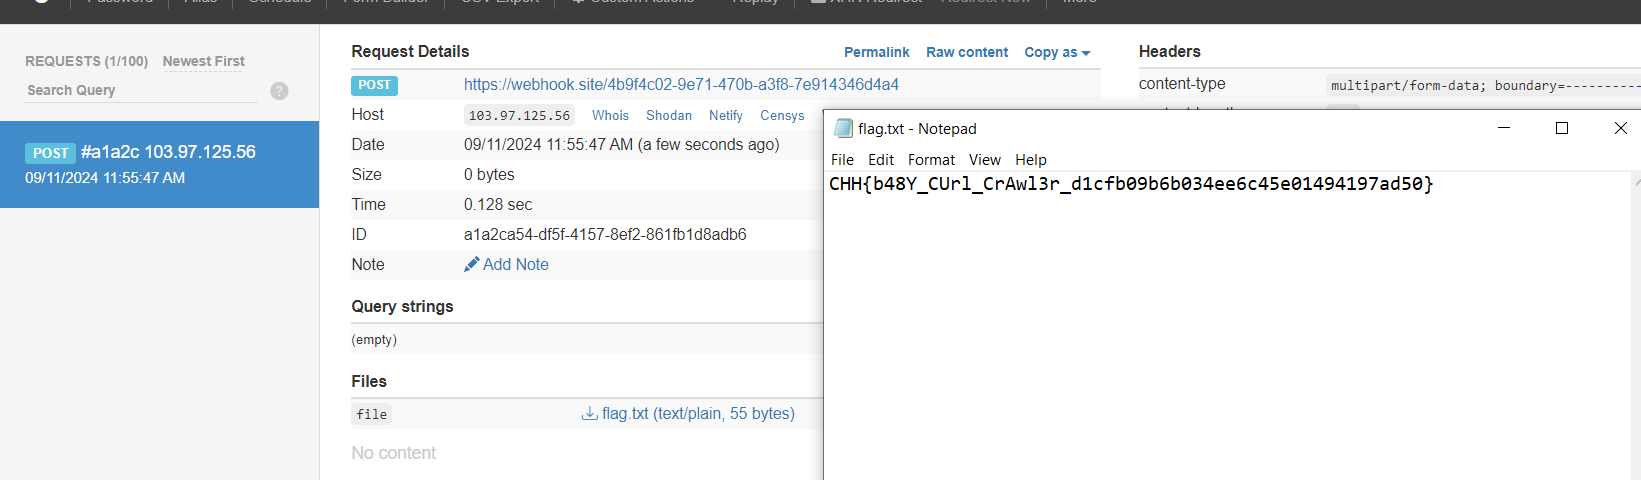 Password Alias Schedule Form Builder CSV Export Custom Actions Replay XHR Redirect Redirect Now More
REQUESTS (1/100) Newest First
Search Query ?
POST #a1a2c 103.97.125.56
09/11/2024 11:55:47 AM
Request Details Permalink Raw content Copy as
POST https://webhook.site/4b9f4c02-9e71-470b-a3f8-7e914346d4a4
Host 103.97.125.56 Whois Shodan Netify Censys
Date 09/11/2024 11:55:47 AM (a few seconds ago)
Size 0 bytes
Time 0.128 sec
ID a1a2ca54-df5f-4157-8ef2-861fb1d8adb6
Note Add Note
Query strings
(empty)
Files
file flag.txt (text/plain, 55 bytes)
No content
Headers
content-type multipart/form-data; boundary=-----------
flag.txt - Notepad
File Edit Format View Help
CHH{b48Y_CUrl_CrAwl3r_d1cfb09b6b034ee6c45e01494197ad50}